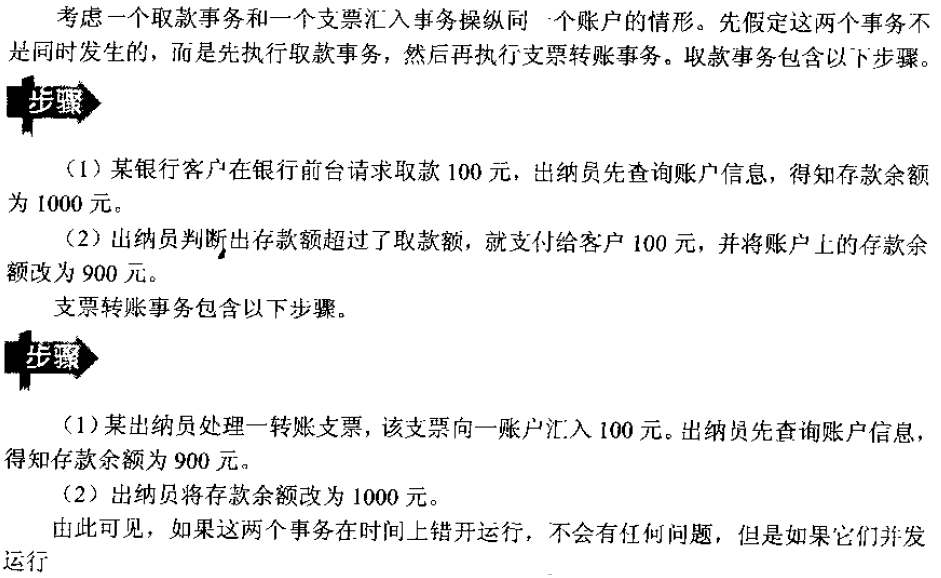 考虑一个取款事务和一个支票汇入事务操纵同一个账户的情形。先假定这两个事务不
是同时发生的，而是先执行取款事务，然后再执行支票转账事务。取款事务包含以下步骤。
步骤
（1）某银行客户在银行前台请求取款 100 元，出纳员先查询账户信息，得知存款余额
为 1000 元。
（2）出纳员判断出存款额超过了取款额，就支付给客户 100 元，并将账户上的存款余
额改为 900 元。
支票转账事务包含以下步骤。
步骤
（1）某出纳员处理一转账支票，该支票向一账户汇入 100 元。出纳员先查询账户信息，
得知存款余额为 900 元。
（2）出纳员将存款余额改为 1000 元。
由此可见，如果这两个事务在时间上错开运行，不会有任何问题，但是如果它们并发
运行